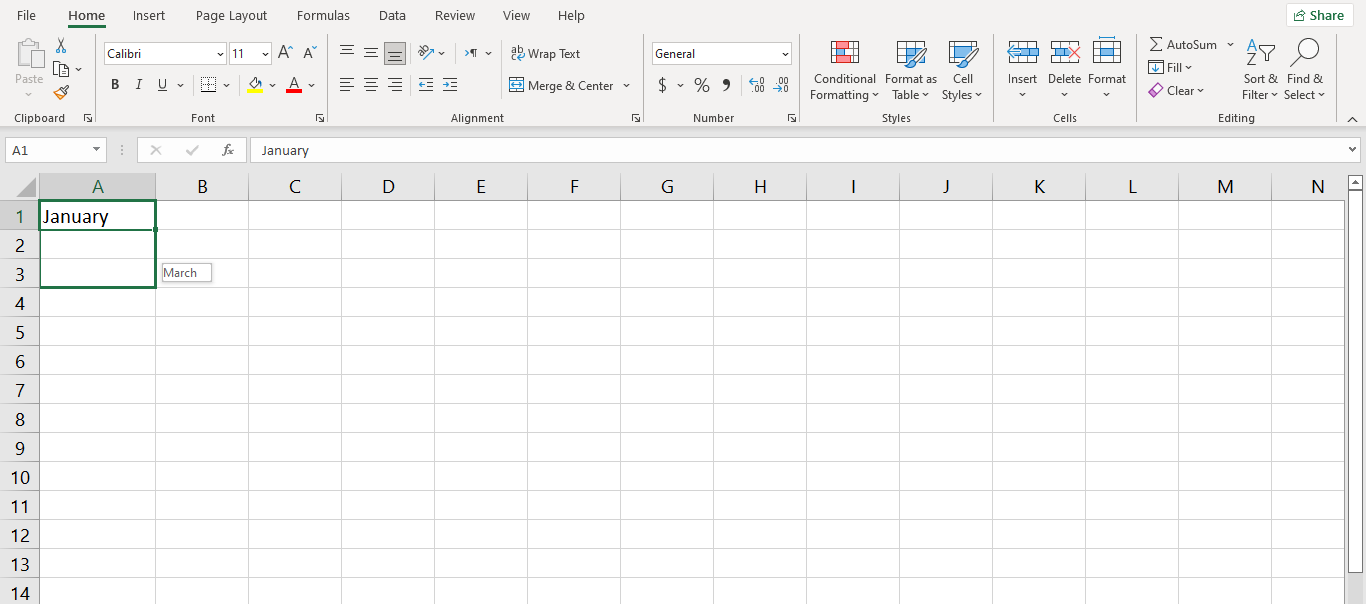 File Home Insert Page Layout Formulas Data Review View Help Share
Calibri 11 A A ab Wrap Text General $ % Conditional Formatting Format as Table Cell Styles Insert Delete Format AutoSum Fill Clear Sort & Filter Find & Select
Paste B I U A Merge & Center
Clipboard Font Alignment Number Styles Cells Editing
A1 fx January
A B C D E F G H I J K L M N
1 January
2
3 March
4
5
6
7
8
9
10
11
12
13
14